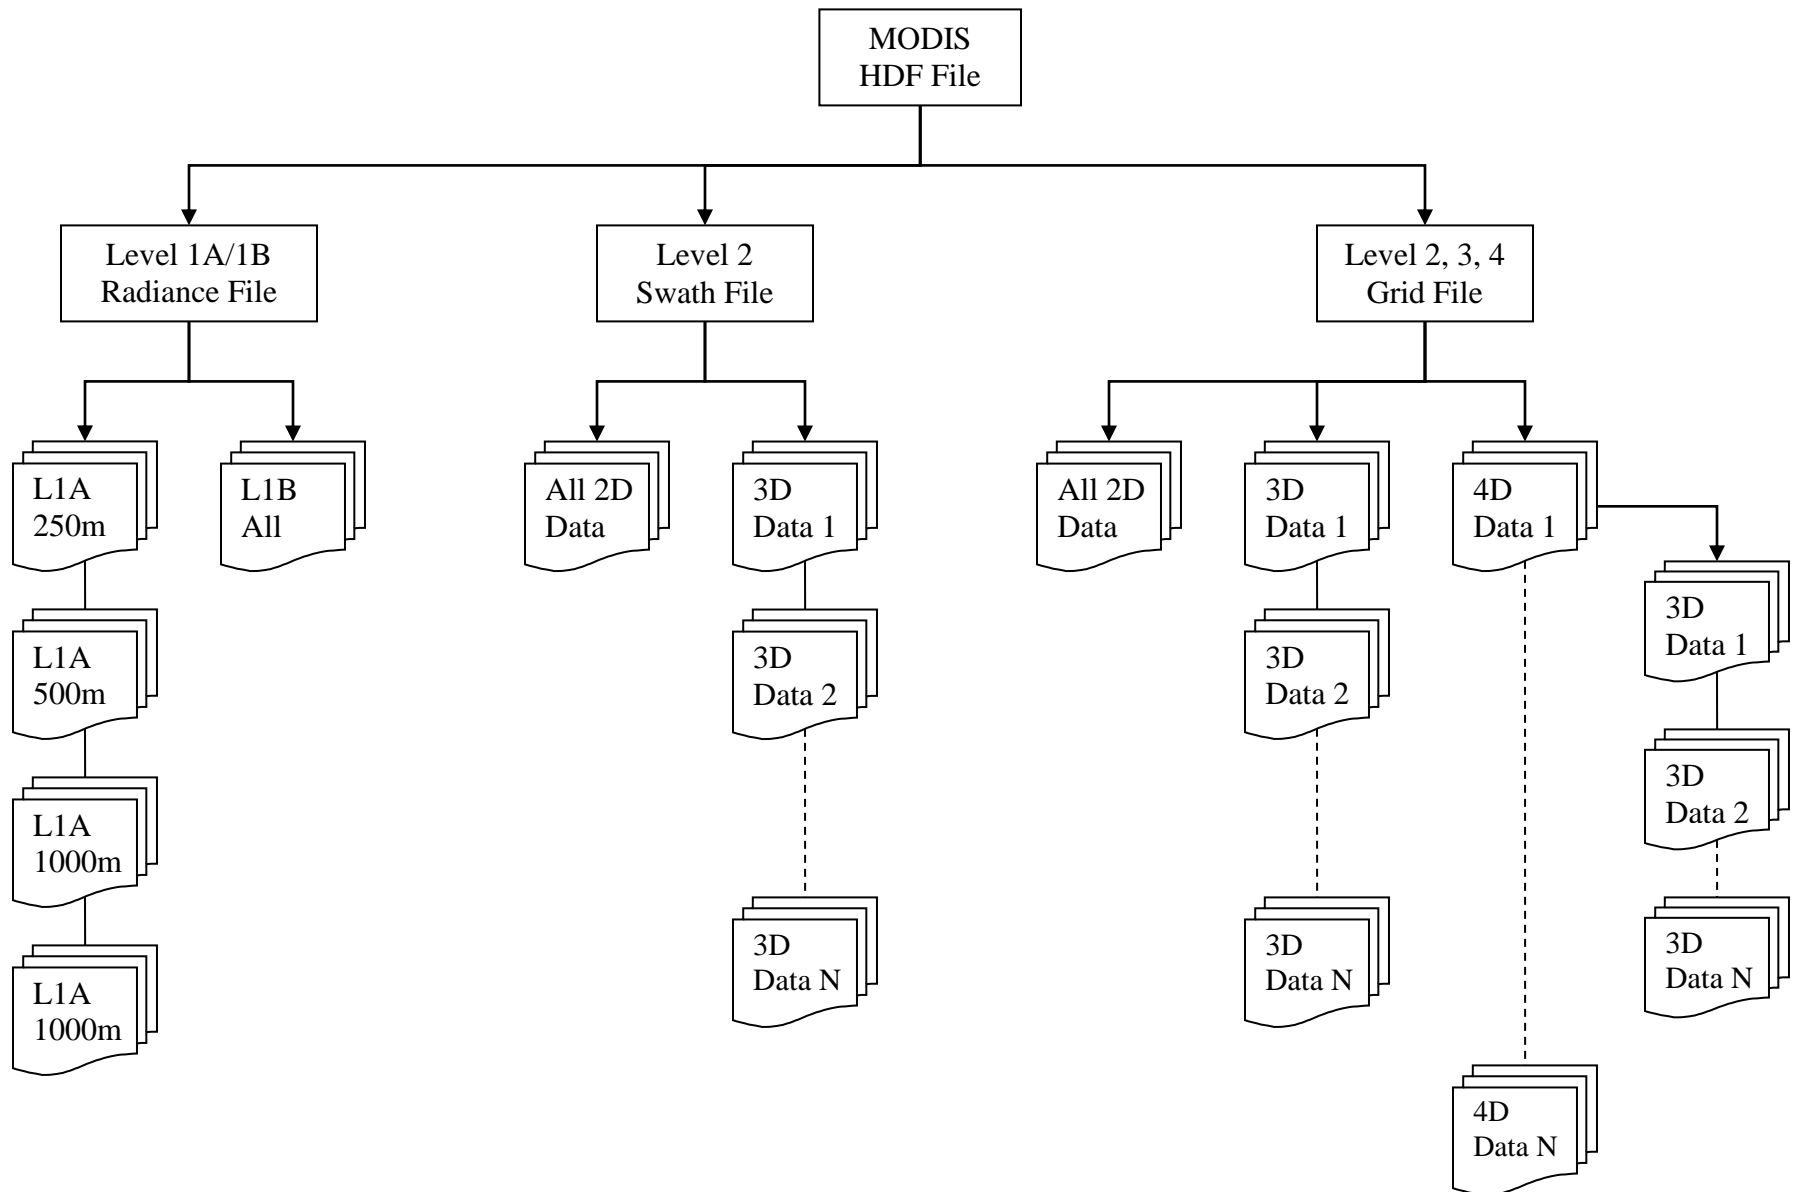 MODIS
HDF File
Level 1A/1B
Radiance File
Level 2
Swath File
Level 2, 3, 4
Grid File
L1A
250m
L1B
All
All 2D
Data
3D
Data 1
All 2D
Data
3D
Data 1
4D
Data 1
3D
Data 1
L1A
500m
3D
Data 2
3D
Data 2
3D
Data 2
L1A
1000m
3D
Data N
3D
Data N
3D
Data N
L1A
1000m
4D
Data N